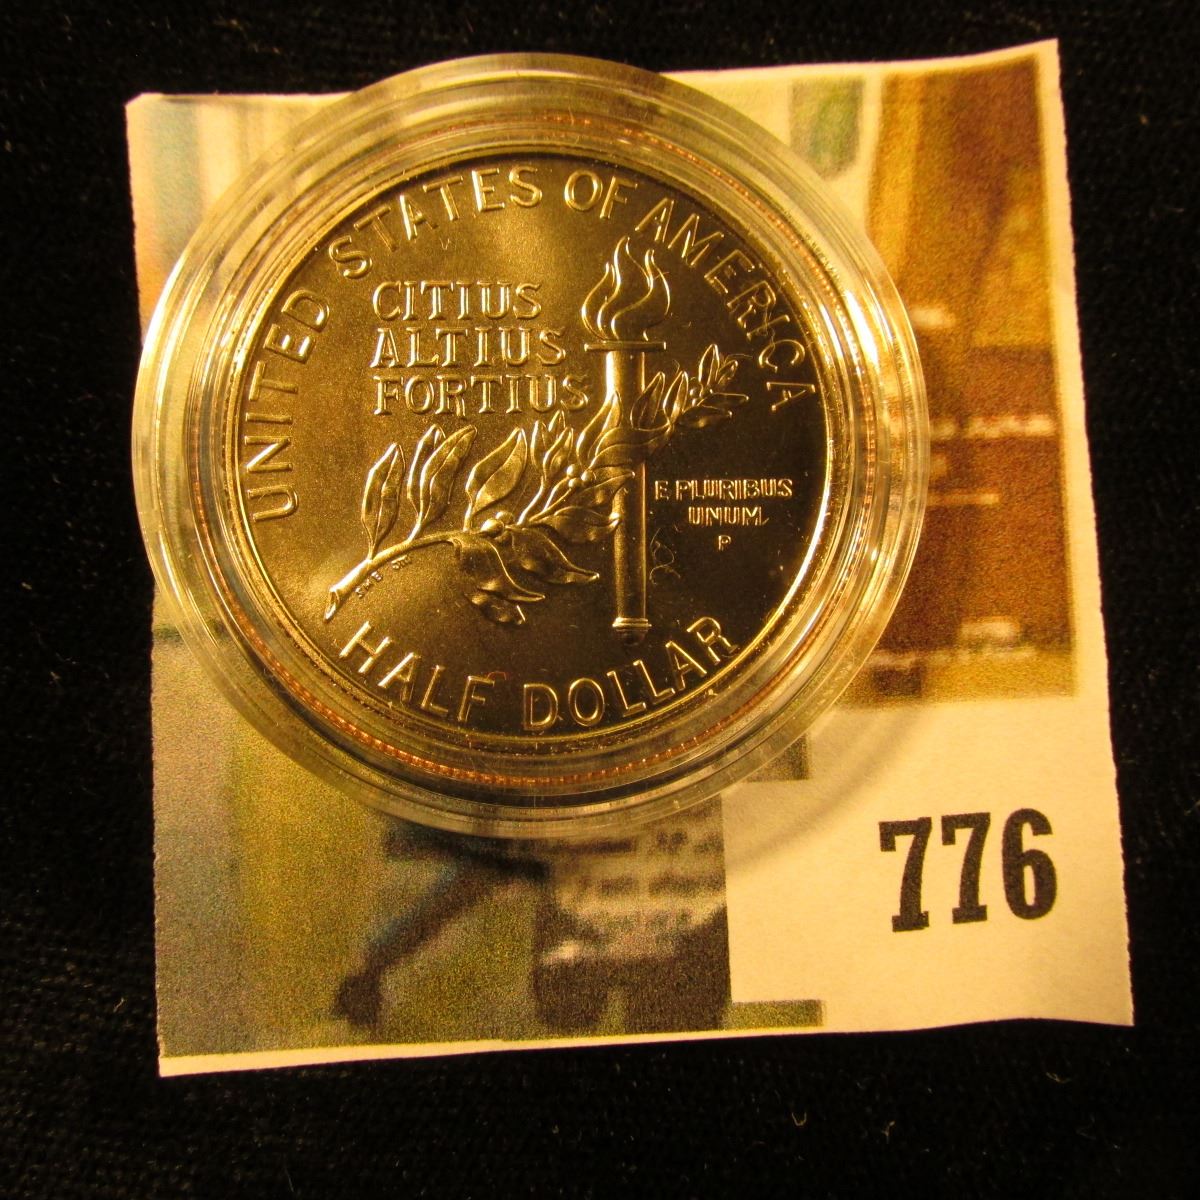 UNITED STATES OF AMERICA
CITIUS
ALTIUS
FORTIUS
E PLURIBUS
UNUM
P
HALF DOLLAR
776